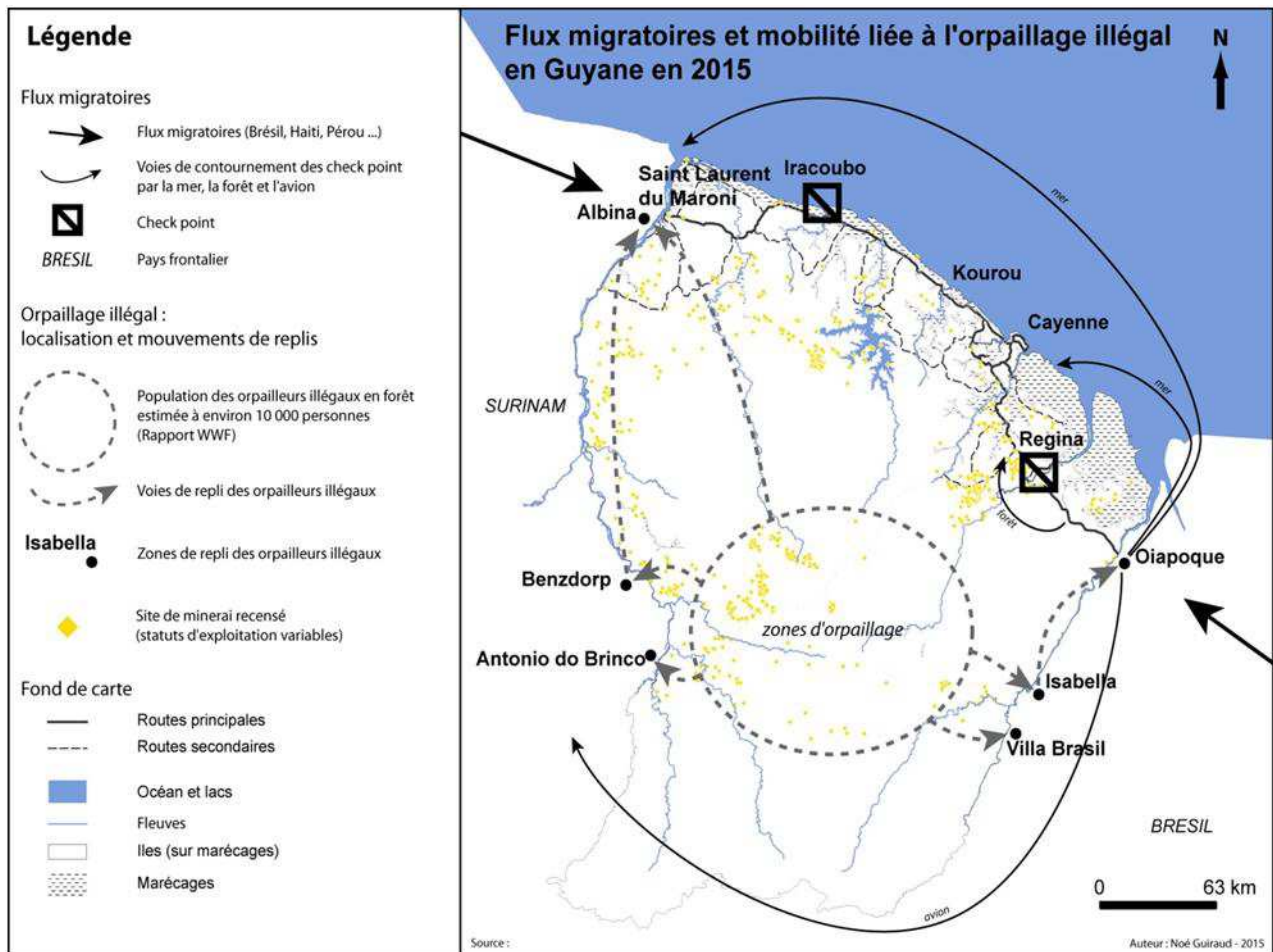 Légende
Flux migratoires
Flux migratoires (Brésil, Haiti, Pérou ...)
Voies de contournement des check point
par la mer, la forêt et l'avion
Check point
BRESIL
Pays frontalier
Orpaillage illégal :
localisation et mouvements de replis
Population des orpailleurs illégaux en forêt
estimée à environ 10 000 personnes
(Rapport WWF)
Voies de repli des orpailleurs illégaux
Isabella
Zones de repli des orpailleurs illégaux
Site de minerai recensé
(statuts d'exploitation variables)
Fond de carte
Routes principales
Routes secondaires
Océan et lacs
Fleuves
Iles (sur marécages)
Marécages
Flux migratoires et mobilité liée à l'orpaillage illégal
en Guyane en 2015
N
mer
Saint Laurent
du Maroni
Iracoubo
Albina
Kourou
Cayenne
mer
SURINAM
Regina
forêt
Oiapoque
Benzdorp
zones d'orpaillage
Antonio do Brinco
Isabella
Villa Brasil
BRESIL
0 63 km
avion
Source :
Auteur : Noé Guiraud - 2015